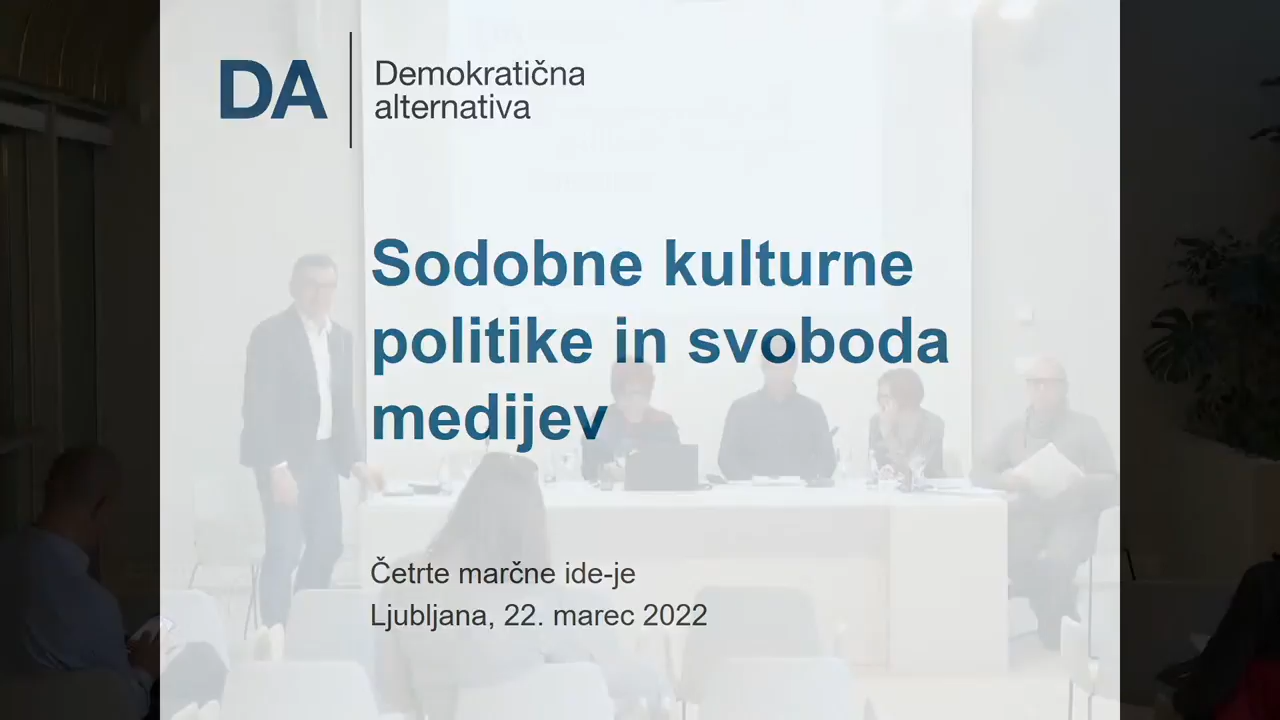 DA
Demokratična
alternativa
Sodobne kulturne
politike in svoboda
medijev
Četrte marčne ide-je
Ljubljana, 22. marec 2022